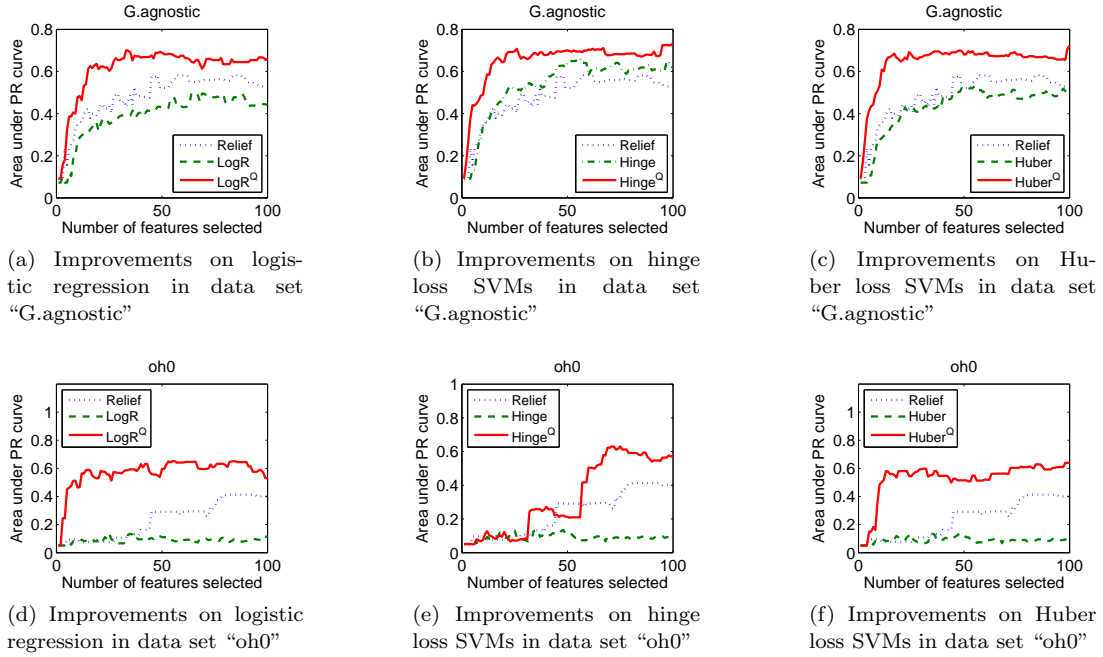 G.agnostic
Area under PR curve
0.8
0.6
0.4
0.2
0
0
50
100
Number of features selected
Relief
LogR
LogR^Q
(a) Improvements on logis-
tic regression in data set
“G.agnostic”
G.agnostic
Area under PR curve
0.8
0.6
0.4
0.2
0
0
50
100
Number of features selected
Relief
Hinge
Hinge^Q
(b) Improvements on hinge
loss SVMs in data set
“G.agnostic”
G.agnostic
Area under PR curve
0.8
0.6
0.4
0.2
0
0
50
100
Number of features selected
Relief
Huber
Huber^Q
(c) Improvements on Hu-
ber loss SVMs in data set
“G.agnostic”
oh0
Area under PR curve
1
0.8
0.6
0.4
0.2
0
0
50
100
Number of features selected
Relief
LogR
LogR^Q
(d) Improvements on logistic
regression in data set “oh0”
oh0
Area under PR curve
1
0.8
0.6
0.4
0.2
0
0
50
100
Number of features selected
Relief
Hinge
Hinge^Q
(e) Improvements on hinge
loss SVMs in data set “oh0”
oh0
Area under PR curve
1
0.8
0.6
0.4
0.2
0
0
50
100
Number of features selected
Relief
Huber
Huber^Q
(f) Improvements on Huber
loss SVMs in data set “oh0”